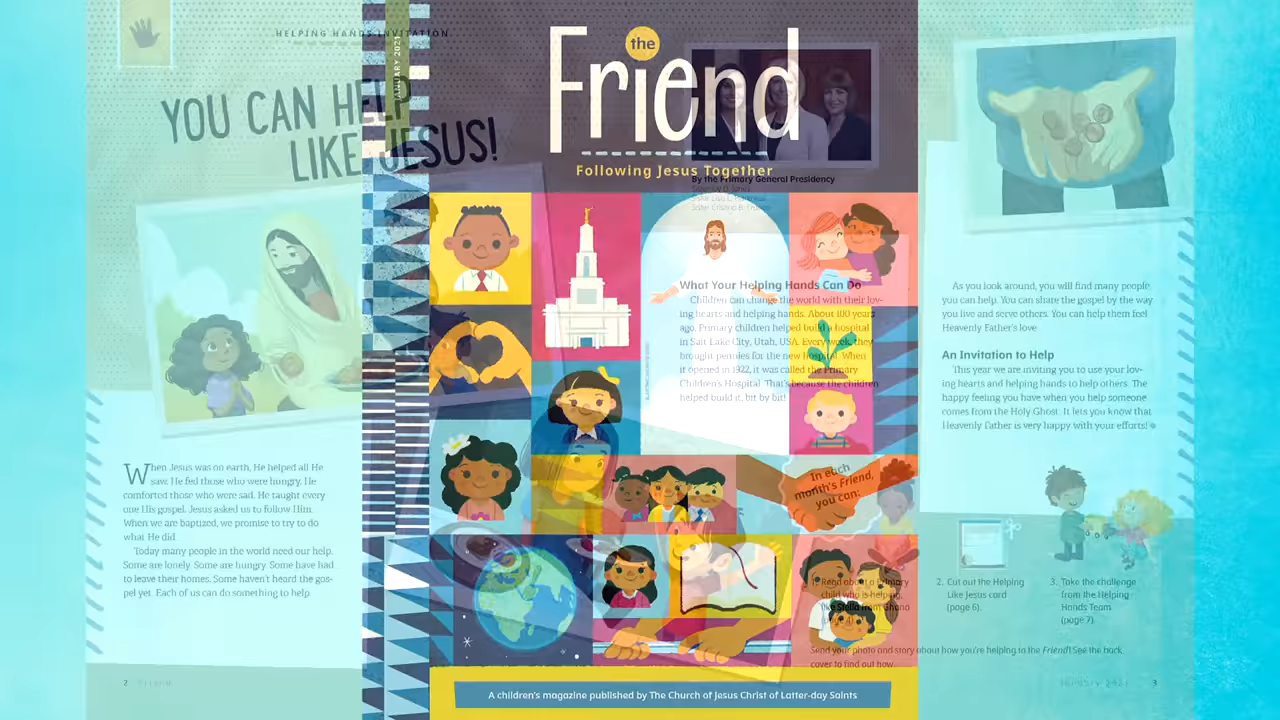 HELPING HANDS INVITATION
YOU CAN HELP
LIKE JESUS!
When Jesus was on earth, He helped all He
saw. He fed those who were hungry. He
comforted those who were sad. He taught every
one His gospel. Jesus asked us to follow Him.
When we are baptized, we promise to try to do
what He did.
Today many people in the world need our help.
Some are lonely. Some are hungry. Some have had
to leave their homes. Some haven't heard the gos-
pel yet. Each of us can do something to help
2 Friend
JANUARY 2021
the
Friend
Following Jesus Together
By the Primary General Presidency
What Your Helping Hands Can Do
Children can change the world with their lov-
ing hearts and helping hands. About 100 years
ago, Primary children helped build a hospital
in Salt Lake City, Utah, USA. Every week, they
brought pennies for the new hospital. When
it opened in 1922, it was called the Primary
Children's Hospital. That's because the children
helped build it, bit by bit!
In each
month's Friend,
you can:
1. Read about a Primary
child who is helping,
like Stella from Ghana
A children's magazine published by The Church of Jesus Christ of Latter-day Saints
As you look around, you will find many people
you can help. You can share the gospel by the way
you live and serve others. You can help them feel
Heavenly Father's love
An Invitation to Help
This year we are inviting you to use your lov-
ing hearts and helping hands to help others. The
happy feeling you have when you help someone
comes from the Holy Ghost. It lets you know that
Heavenly Father is very happy with your efforts!
2. Cut out the Helping
Like Jesus card
(page 6).
3. Take the challenge
from the Helping
Hands Team
(page 7).
Send your photo and story about how you're helping to the Friend! See the back
cover to find out how.
January 2021 3